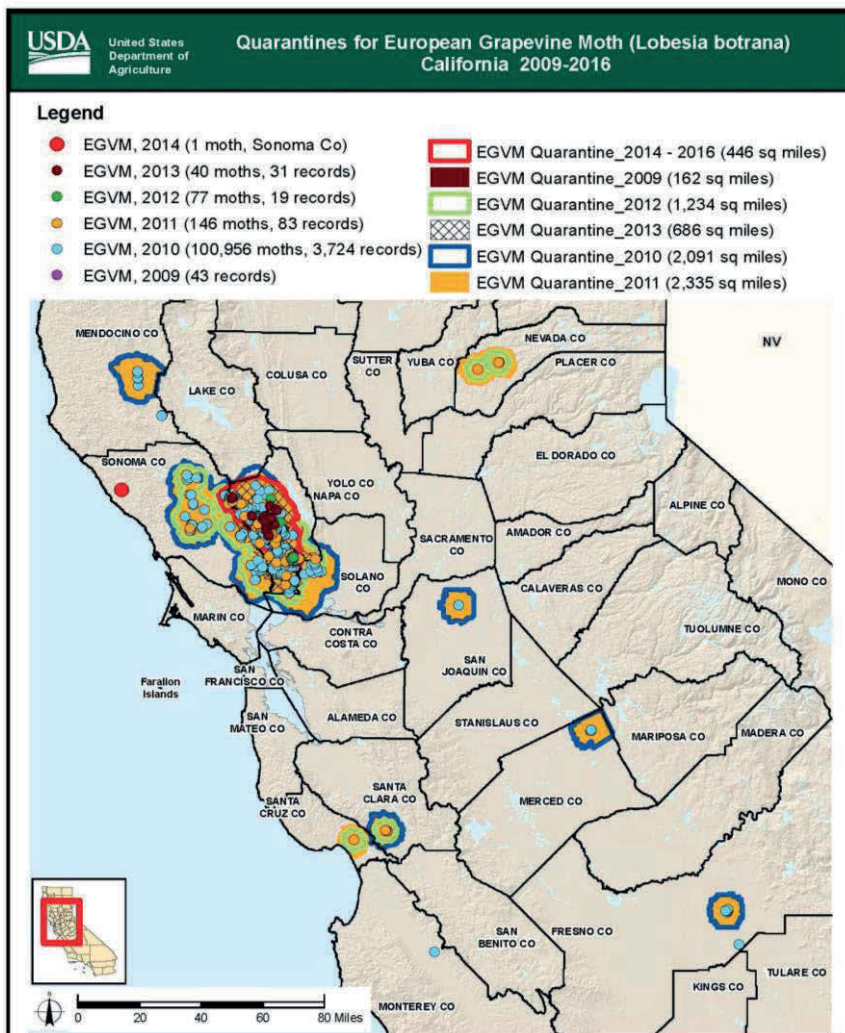 USDA
United States
Department of
Agriculture
Quarantines for European Grapevine Moth (Lobesia botrana)
California 2009-2016
Legend
EGVM, 2014 (1 moth, Sonoma Co)
EGVM, 2013 (40 moths, 31 records)
EGVM, 2012 (77 moths, 19 records)
EGVM, 2011 (146 moths, 83 records)
EGVM, 2010 (100,956 moths, 3,724 records)
EGVM, 2009 (43 records)
EGVM Quarantine_2014 - 2016 (446 sq miles)
EGVM Quarantine_2009 (162 sq miles)
EGVM Quarantine_2012 (1,234 sq miles)
EGVM Quarantine_2013 (686 sq miles)
EGVM Quarantine_2010 (2,091 sq miles)
EGVM Quarantine_2011 (2,335 sq miles)
MENDOCINO CO
LAKE CO
COLUSA CO
SUTTER
CO
YUBA CO
NEVADA CO
PLACER CO
NV
SONOMA CO
YOLO CO
NAPA CO
EL DORADO CO
ALPINE CO
SACRAMENTO
CO
AMADOR CO
SOLANO
CO
CALAVERAS CO
MONO CO
MARIN CO
CONTRA
COSTA CO
TUOLUMNE CO
SAN
JOAQUIN CO
Farallon
Islands
SAN
FRANCISCO CO
SAN
MATEO CO
ALAMEDA CO
STANISLAUS CO
MARIPOSA CO
MADERA CO
SANTA
CLARA CO
SANTA
CRUZ CO
MERCED CO
SAN
BENITO CO
FRESNO CO
TULARE CO
KINGS CO
MONTEREY CO
N
0 20 40 60 80 Miles